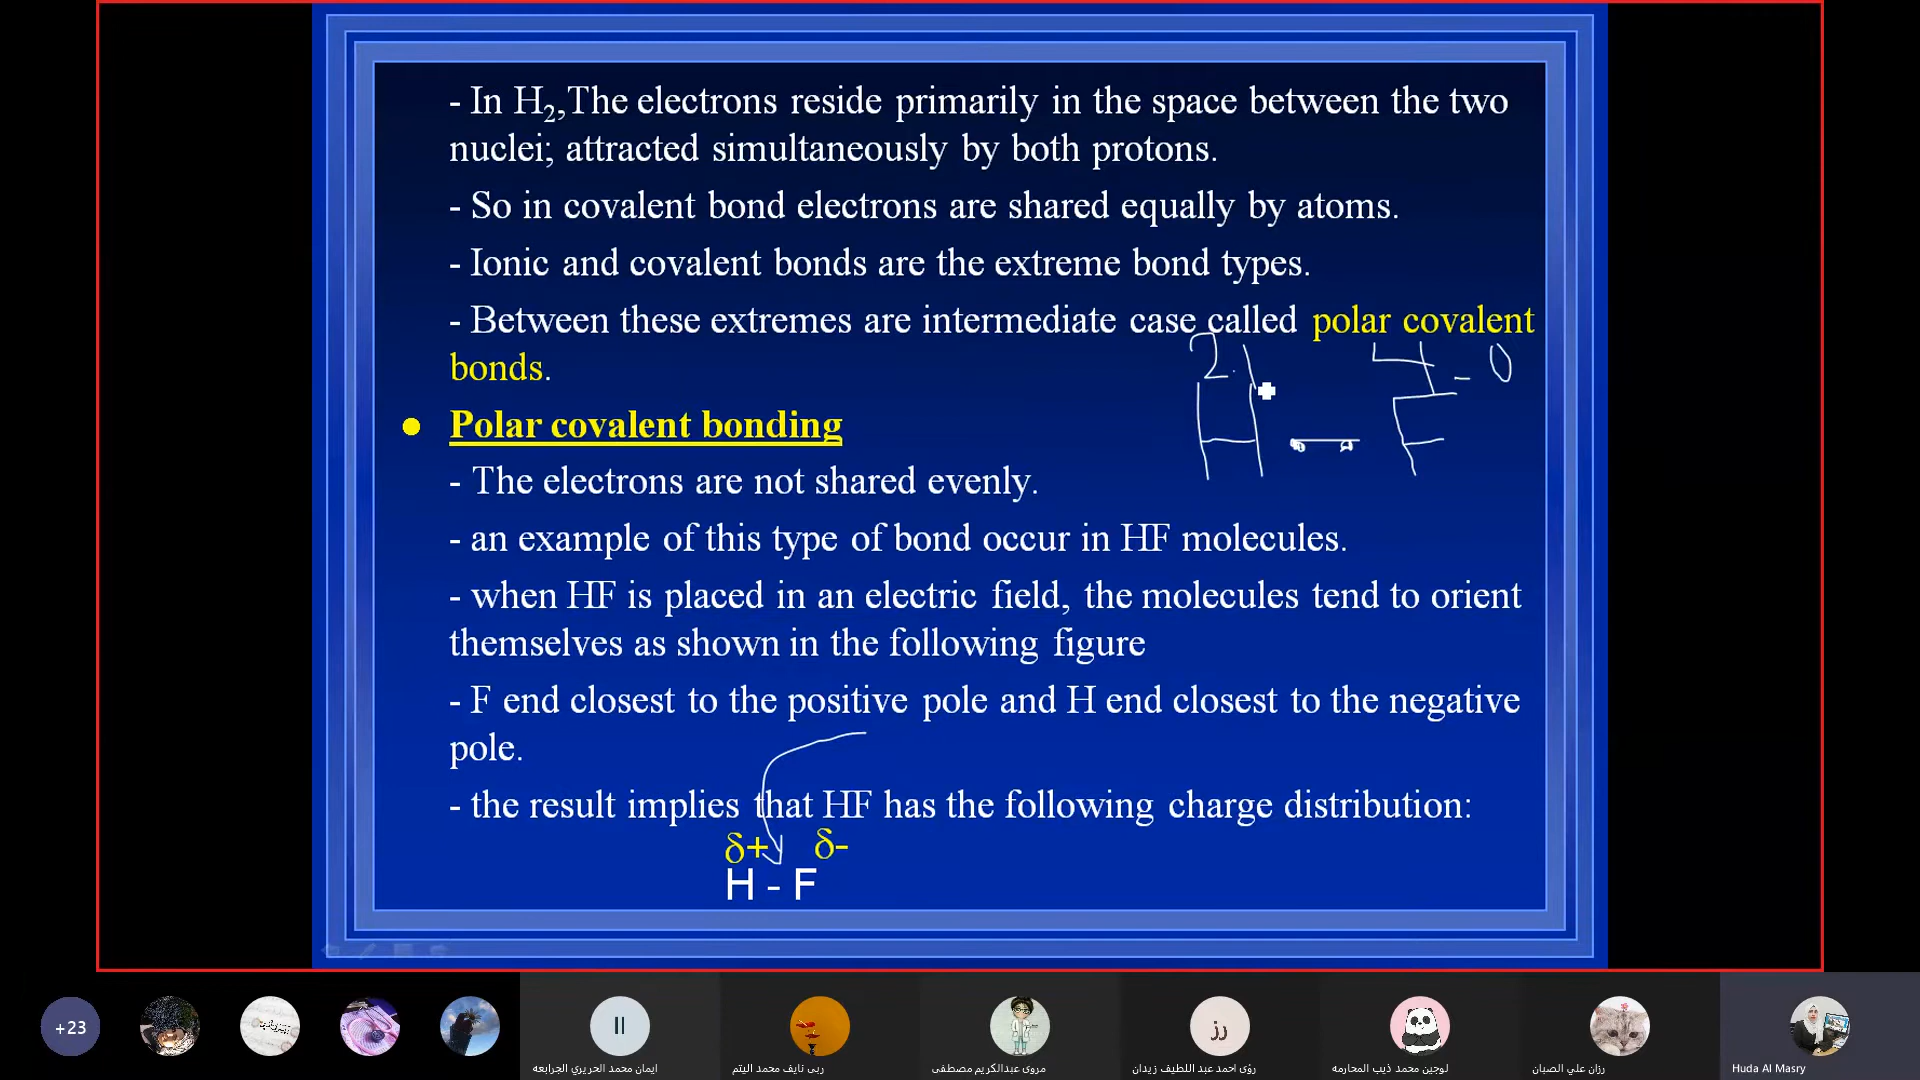 - In H2,The electrons reside primarily in the space between the two
nuclei; attracted simultaneously by both protons.
- So in covalent bond electrons are shared equally by atoms.
- Ionic and covalent bonds are the extreme bond types.
- Between these extremes are intermediate case called polar covalent
bonds.
2.1 4-0
H - F
● Polar covalent bonding
- The electrons are not shared evenly.
- an example of this type of bond occur in HF molecules.
- when HF is placed in an electric field, the molecules tend to orient
themselves as shown in the following figure
- F end closest to the positive pole and H end closest to the negative
pole.
- the result implies that HF has the following charge distribution:
δ+ δ-
H - F
+23
ايمان محمد الحريري الجرابعه
ربى نايف محمد اليتم
مروى عبدالكريم مصطفى
رز
رؤى احمد عبد اللطيف زيدان
لوجين محمد ذيب المحارمه
رزان علي الصبان
Huda Al Masry